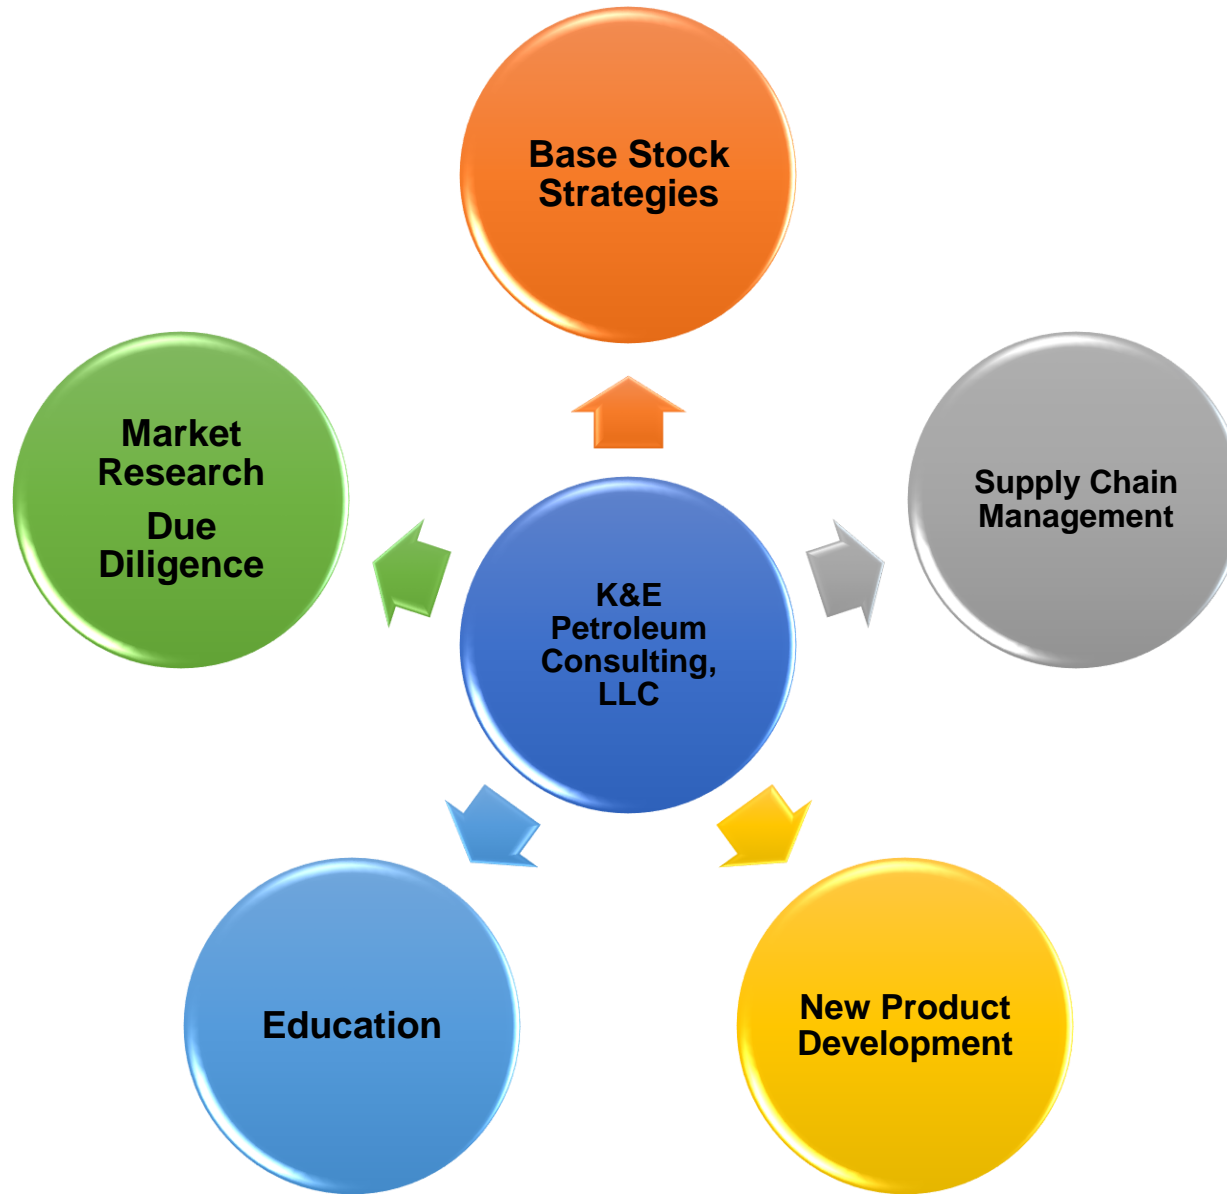 Base Stock
Strategies
Market
Research
Due
Diligence
Supply Chain
Management
K&E
Petroleum
Consulting,
LLC
Education
New Product
Development